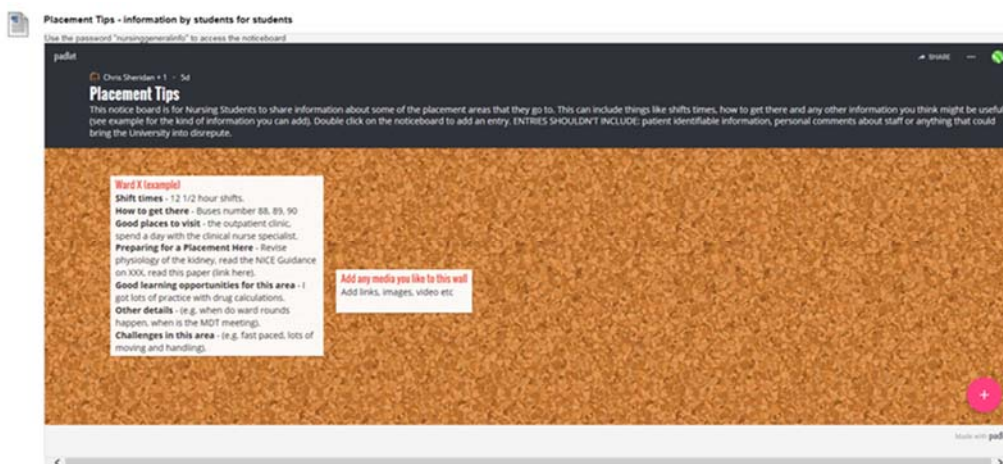 Placement Tips - information by students for students
Use the password "nursinggeneralinfo" to access the noticeboard
padlet
SHARE
Chris Sheridan + 1 · 5d
Placement Tips
This notice board is for Nursing Students to share information about some of the placement areas that they go to. This can include things like shifts times, how to get there and any other information you think might be useful
(see example for the kind of information you can add). Double click on the noticeboard to add an entry. ENTRIES SHOULDN'T INCLUDE: patient identifiable information, personal comments about staff or anything that could
bring the University into disrepute.
Ward X (example)
Shift times - 12 1/2 hour shifts.
How to get there - Buses number 88, 89, 90
Good places to visit - the outpatient clinic,
spend a day with the clinical nurse specialist.
Preparing for a Placement Here - Revise
physiology of the kidney, read the NICE Guidance
on XXX, read this paper (link here).
Good learning opportunities for this area - I
got lots of practice with drug calculations.
Other details - (e.g. when do ward rounds
happen, when is the MDT meeting).
Challenges in this area - (e.g. fast paced, lots of
moving and handling).
Add any media you like to this wall
Add links, images, video etc
Made with padl